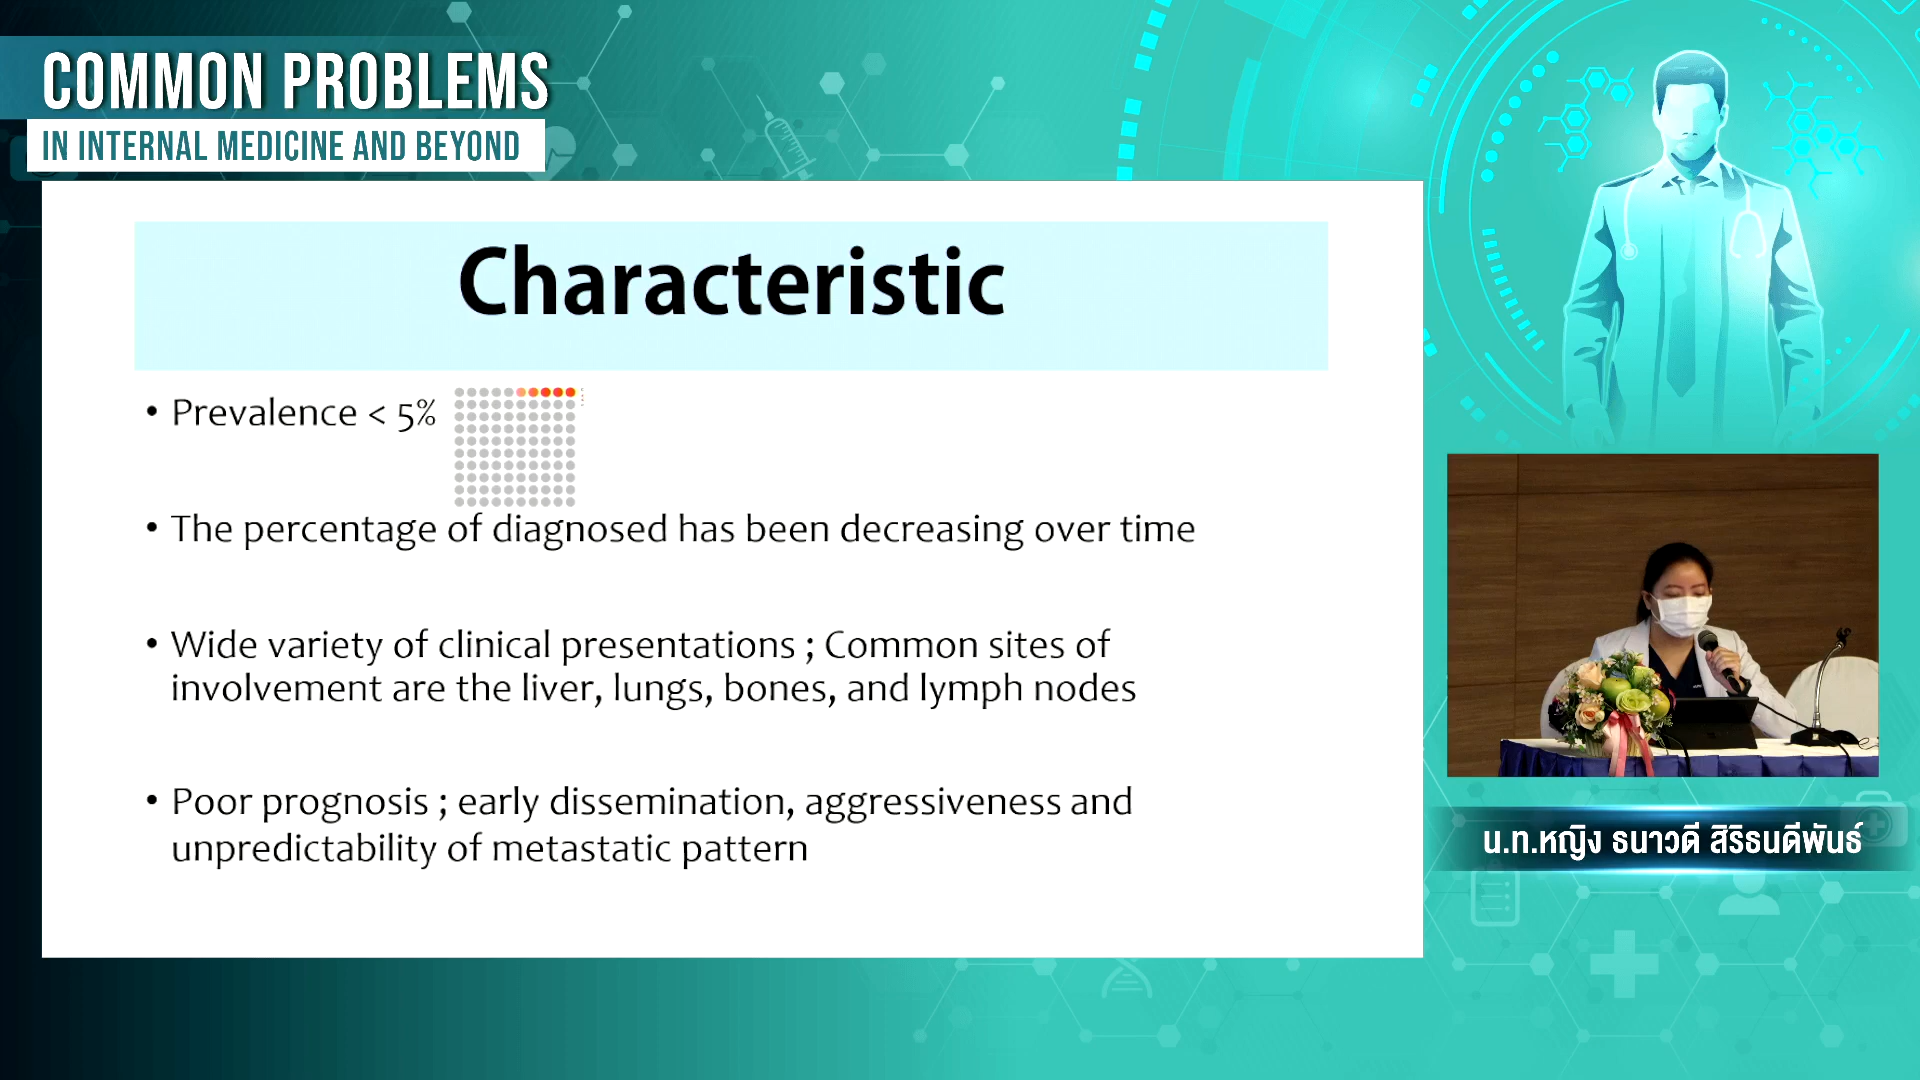 COMMON PROBLEMS
IN INTERNAL MEDICINE AND BEYOND
Characteristic
• Prevalence < 5%
• The percentage of diagnosed has been decreasing over time
• Wide variety of clinical presentations ; Common sites of
involvement are the liver, lungs, bones, and lymph nodes
• Poor prognosis ; early dissemination, aggressiveness and
unpredictability of metastatic pattern
น.ท.หญิง ธนาวดี สิริธนดีพันธ์